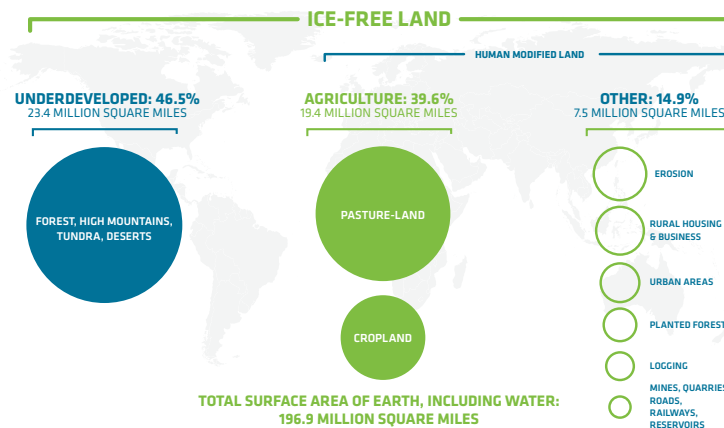 ICE-FREE LAND
HUMAN MODIFIED LAND
UNDERDEVELOPED: 46.5%
23.4 MILLION SQUARE MILES
AGRICULTURE: 39.6%
19.4 MILLION SQUARE MILES
OTHER: 14.9%
7.5 MILLION SQUARE MILES
FOREST, HIGH MOUNTAINS,
TUNDRA, DESERTS
PASTURE-LAND
CROPLAND
EROSION
RURAL HOUSING
& BUSINESS
URBAN AREAS
PLANTED FOREST
LOGGING
MINES, QUARRIES
ROADS,
RAILWAYS,
RESERVOIRS
TOTAL SURFACE AREA OF EARTH, INCLUDING WATER:
196.9 MILLION SQUARE MILES